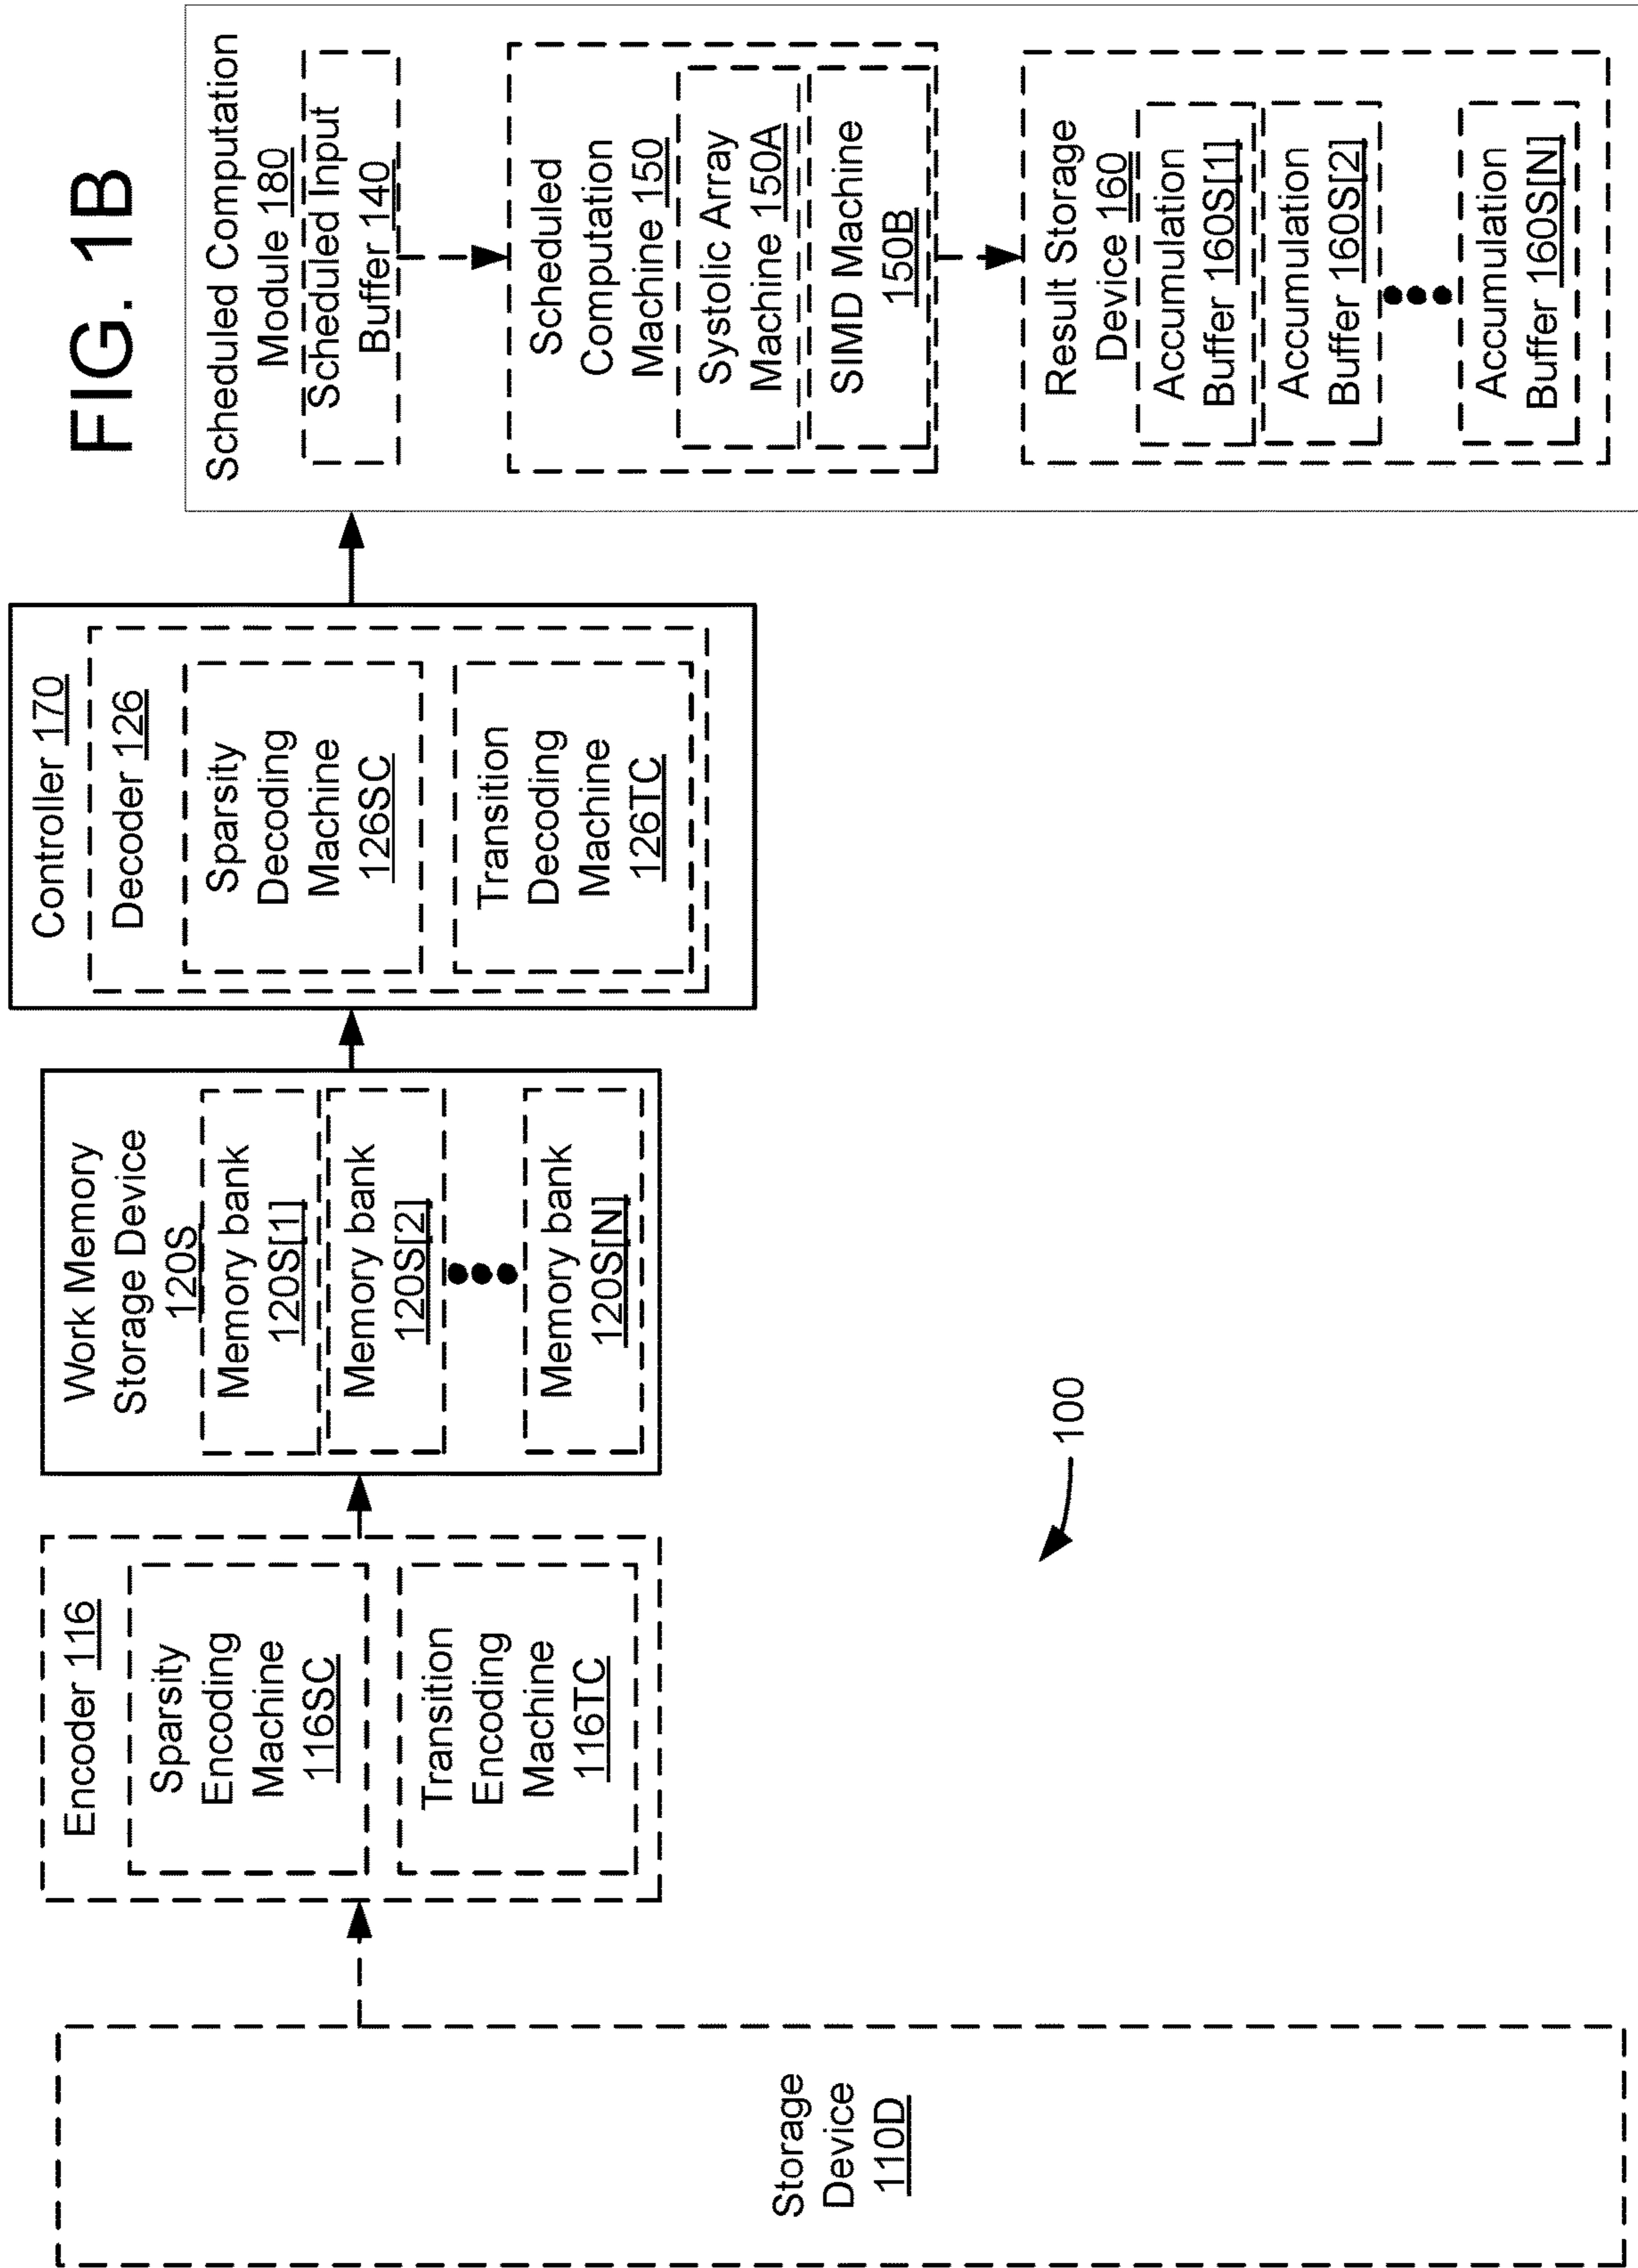 FIG. 1B
Storage
Device
110D
Encoder 116
Sparsity
Encoding
Machine
116SC
Transition
Encoding
Machine
116TC
Work Memory
Storage Device
120S
Memory bank
120S[1]
Memory bank
120S[2]
Memory bank
120S[N]
Controller 170
Decoder 126
Sparsity
Decoding
Machine
126SC
Transition
Decoding
Machine
126TC
Scheduled Computation
Module 180
Scheduled Input
Buffer 140
Scheduled
Computation
Machine 150
Systolic Array
Machine 150A
SIMD Machine
150B
Result Storage
Device 160
Accumulation
Buffer 160S[1]
Accumulation
Buffer 160S[2]
Accumulation
Buffer 160S[N]
100